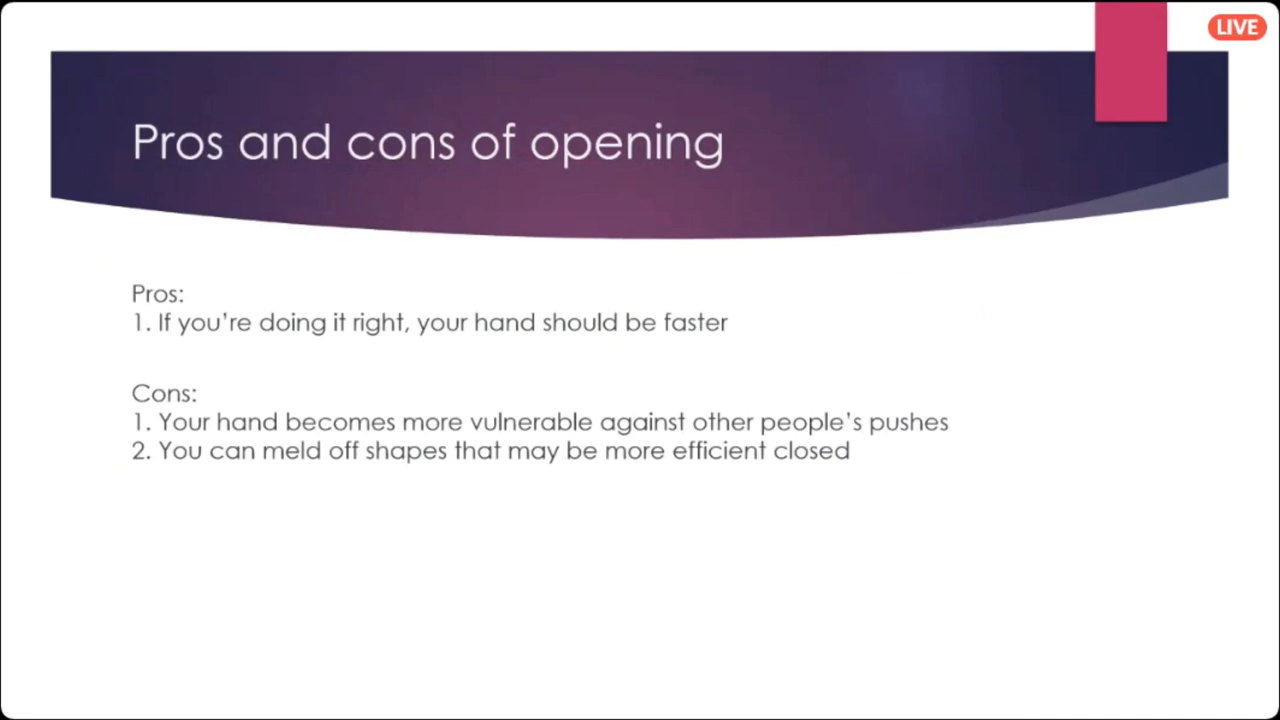 LIVE
Pros and cons of opening
Pros:
1. If you’re doing it right, your hand should be faster
Cons:
1. Your hand becomes more vulnerable against other people’s pushes
2. You can meld off shapes that may be more efficient closed